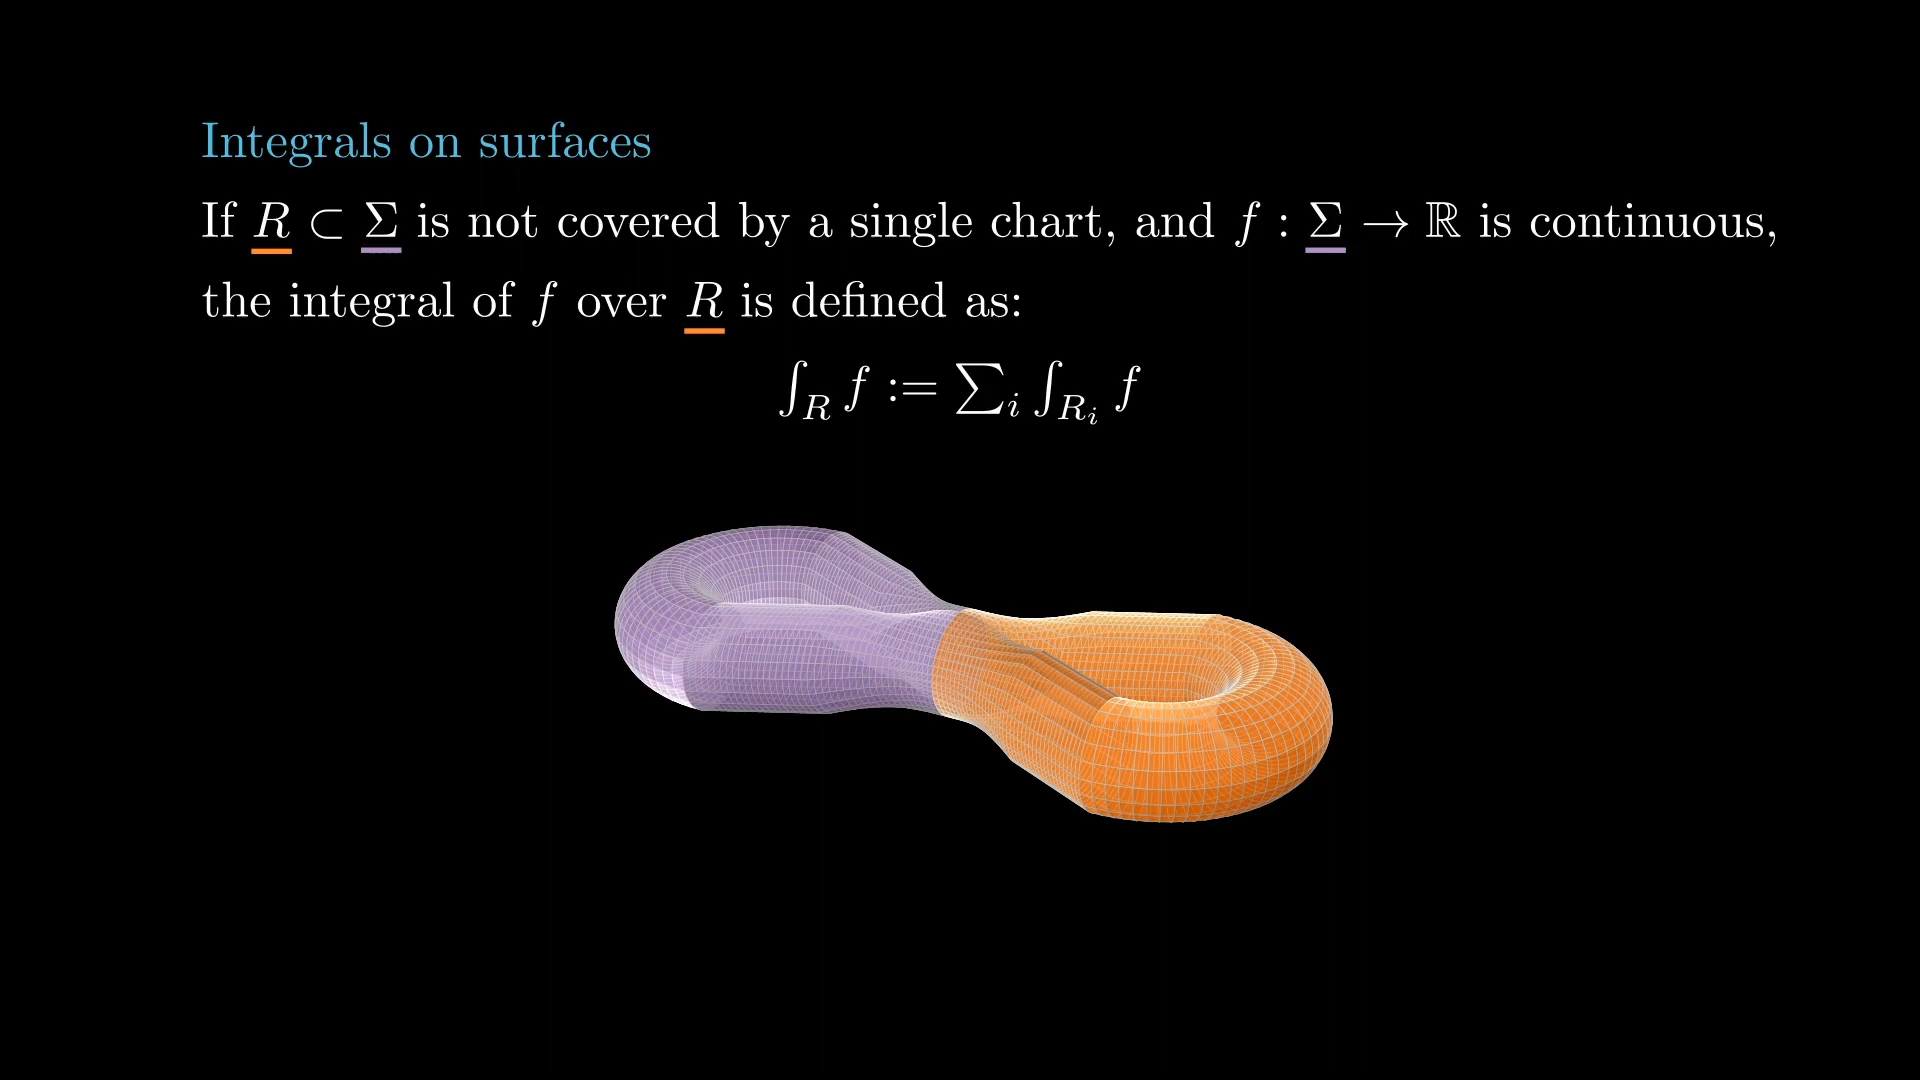 Integrals on surfaces
If R ⊂ Σ is not covered by a single chart, and f : Σ → ℝ is continuous,
the integral of f over R is defined as:
∫_R f := ∑_i ∫_{R_i} f